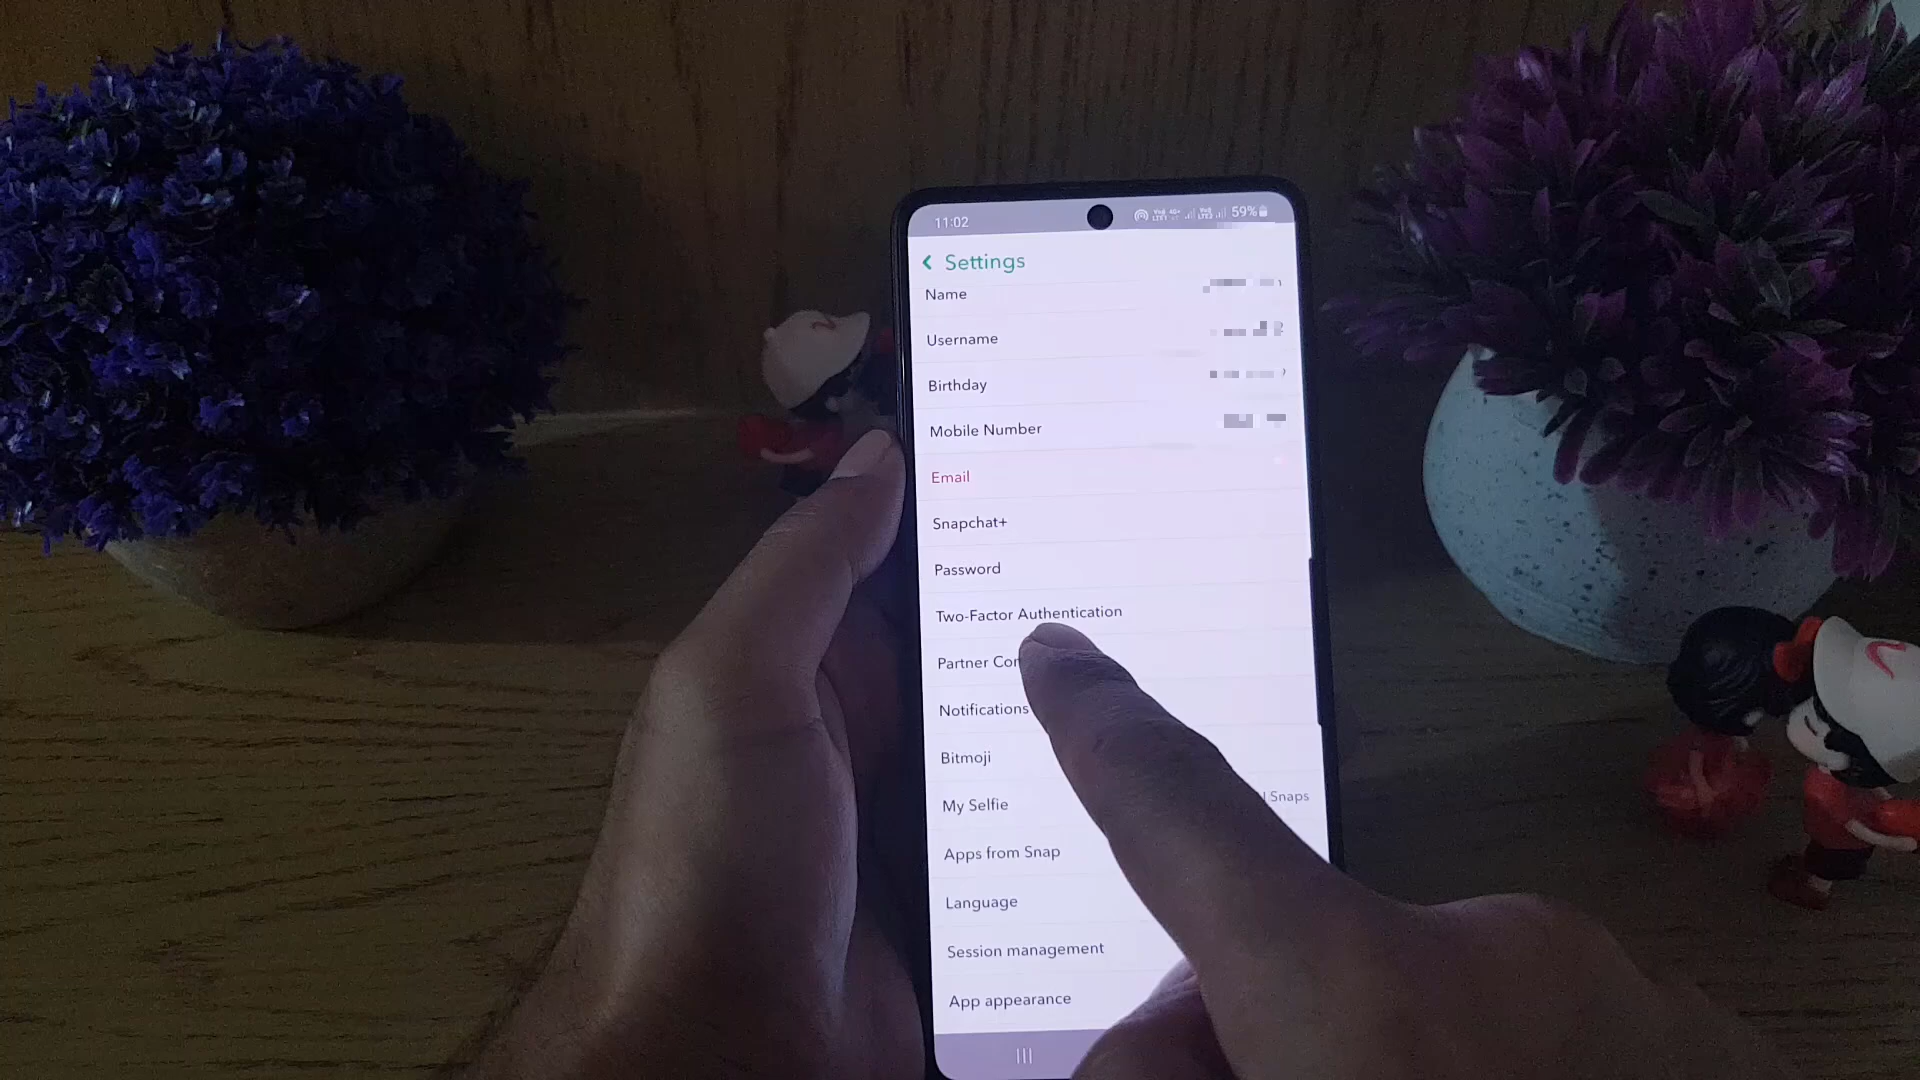 11:02 59%
Settings
Name
Username
Birthday
Mobile Number
Email
Snapchat+
Password
Two-Factor Authentication
Partner
Notifications
Bitmoji
My Selfie Snaps
Apps from Snap
Language
Session management
App appearance